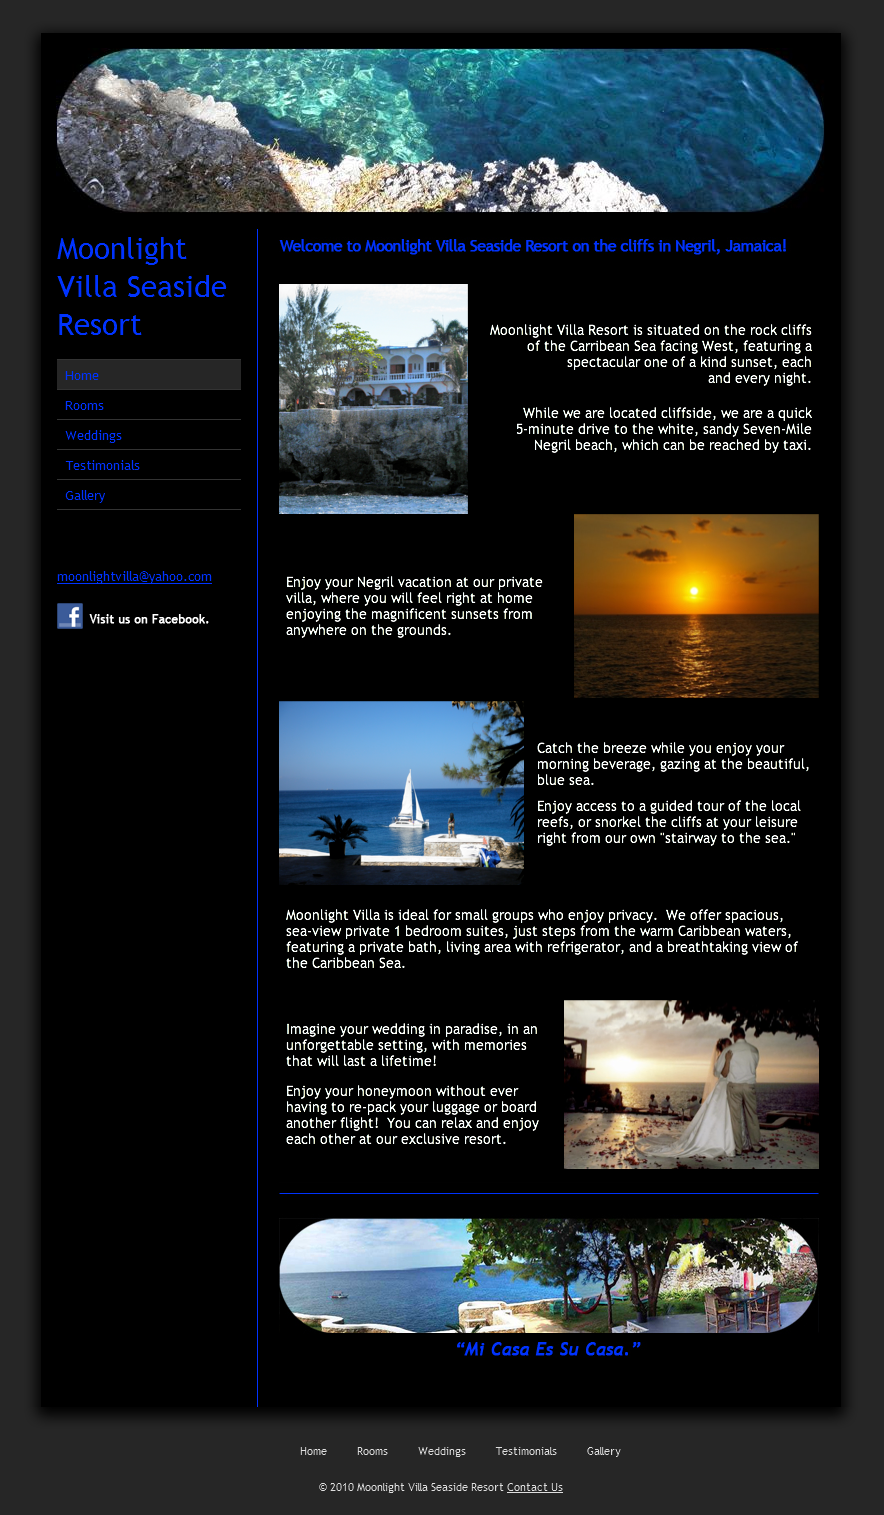 Moonlight
Villa Seaside
Resort
Home
Rooms
Weddings
Testimonials
Gallery
moonlightvilla@yahoo.com
Visit us on Facebook.
Welcome to Moonlight Villa Seaside Resort on the cliffs in Negril, Jamaica!
Moonlight Villa Resort is situated on the rock cliffs
of the Carribean Sea facing West, featuring a
spectacular one of a kind sunset, each
and every night.
While we are located cliffside, we are a quick
5-minute drive to the white, sandy Seven-Mile
Negril beach, which can be reached by taxi.
Enjoy your Negril vacation at our private
villa, where you will feel right at home
enjoying the magnificent sunsets from
anywhere on the grounds.
Catch the breeze while you enjoy your
morning beverage, gazing at the beautiful,
blue sea.
Enjoy access to a guided tour of the local
reefs, or snorkel the cliffs at your leisure
right from our own "stairway to the sea."
Moonlight Villa is ideal for small groups who enjoy privacy.  We offer spacious,
sea-view private 1 bedroom suites, just steps from the warm Caribbean waters,
featuring a private bath, living area with refrigerator, and a breathtaking view of
the Caribbean Sea.
Imagine your wedding in paradise, in an
unforgettable setting, with memories
that will last a lifetime!
Enjoy your honeymoon without ever
having to re-pack your luggage or board
another flight!  You can relax and enjoy
each other at our exclusive resort.
“Mi Casa Es Su Casa.”
Home Rooms Weddings Testimonials Gallery
© 2010 Moonlight Villa Seaside Resort Contact Us